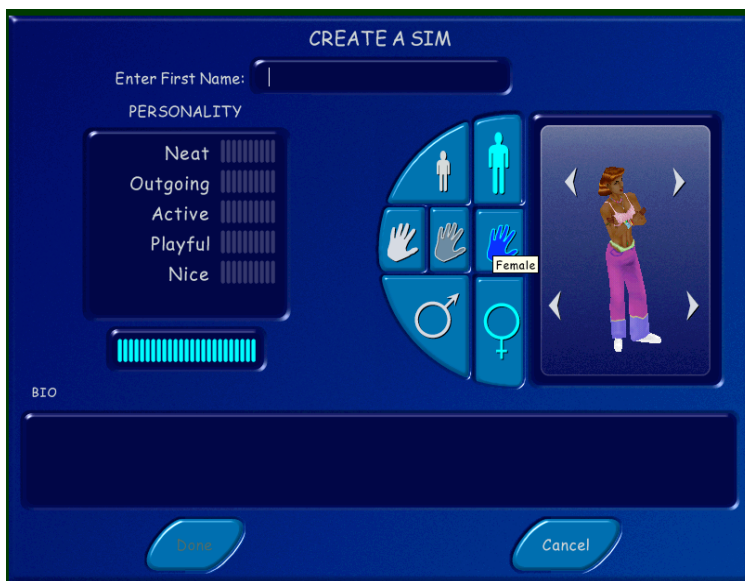 CREATE A SIM
Enter First Name:
PERSONALITY
Neat
Outgoing
Active
Playful
Nice
Female
BIO
Done
Cancel